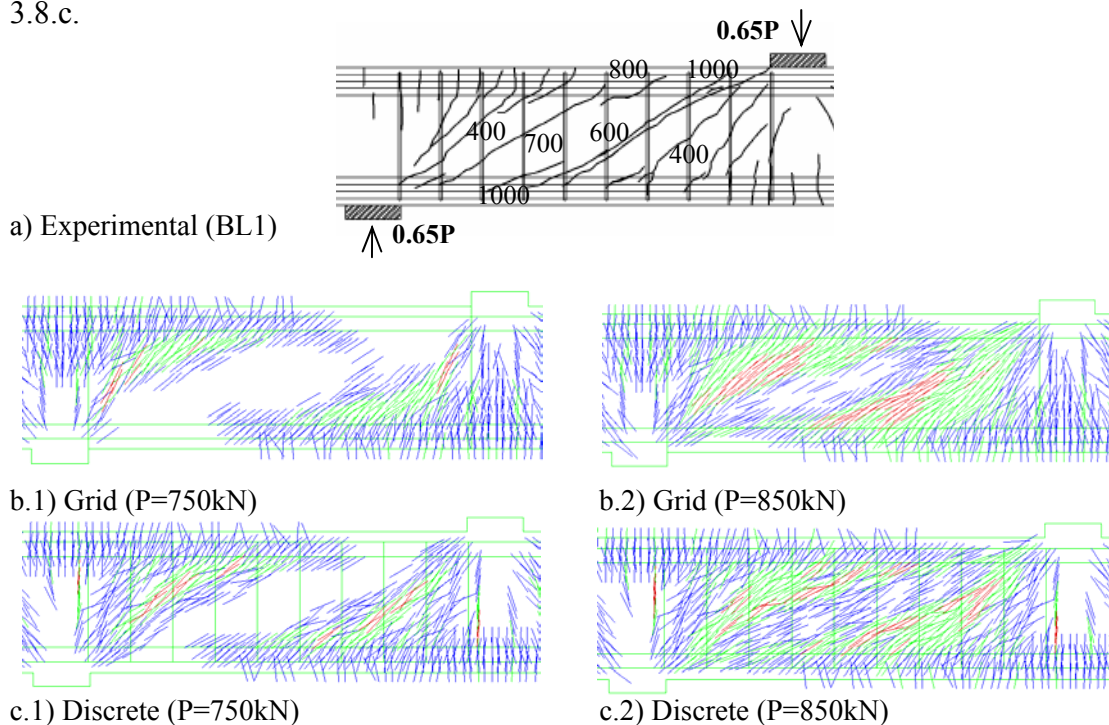 3.8.c.
0.65P
800 1000
400
700
600
400
1000
a) Experimental (BL1)
0.65P
b.1) Grid (P=750kN)
b.2) Grid (P=850kN)
c.1) Discrete (P=750kN)
c.2) Discrete (P=850kN)